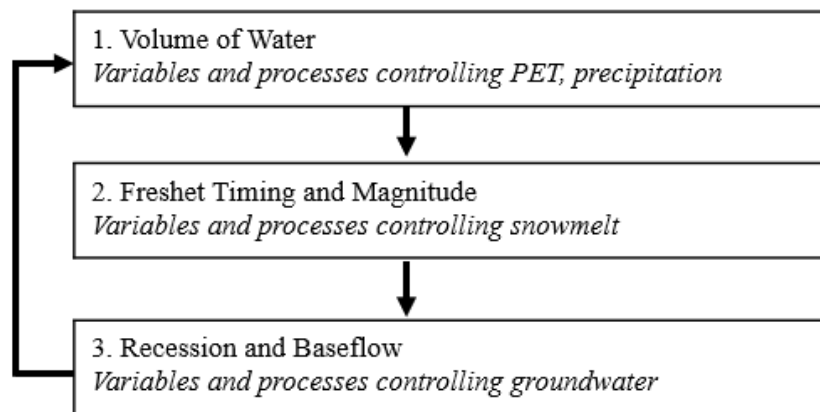 1. Volume of Water
Variables and processes controlling PET, precipitation
2. Freshet Timing and Magnitude
Variables and processes controlling snowmelt
3. Recession and Baseflow
Variables and processes controlling groundwater